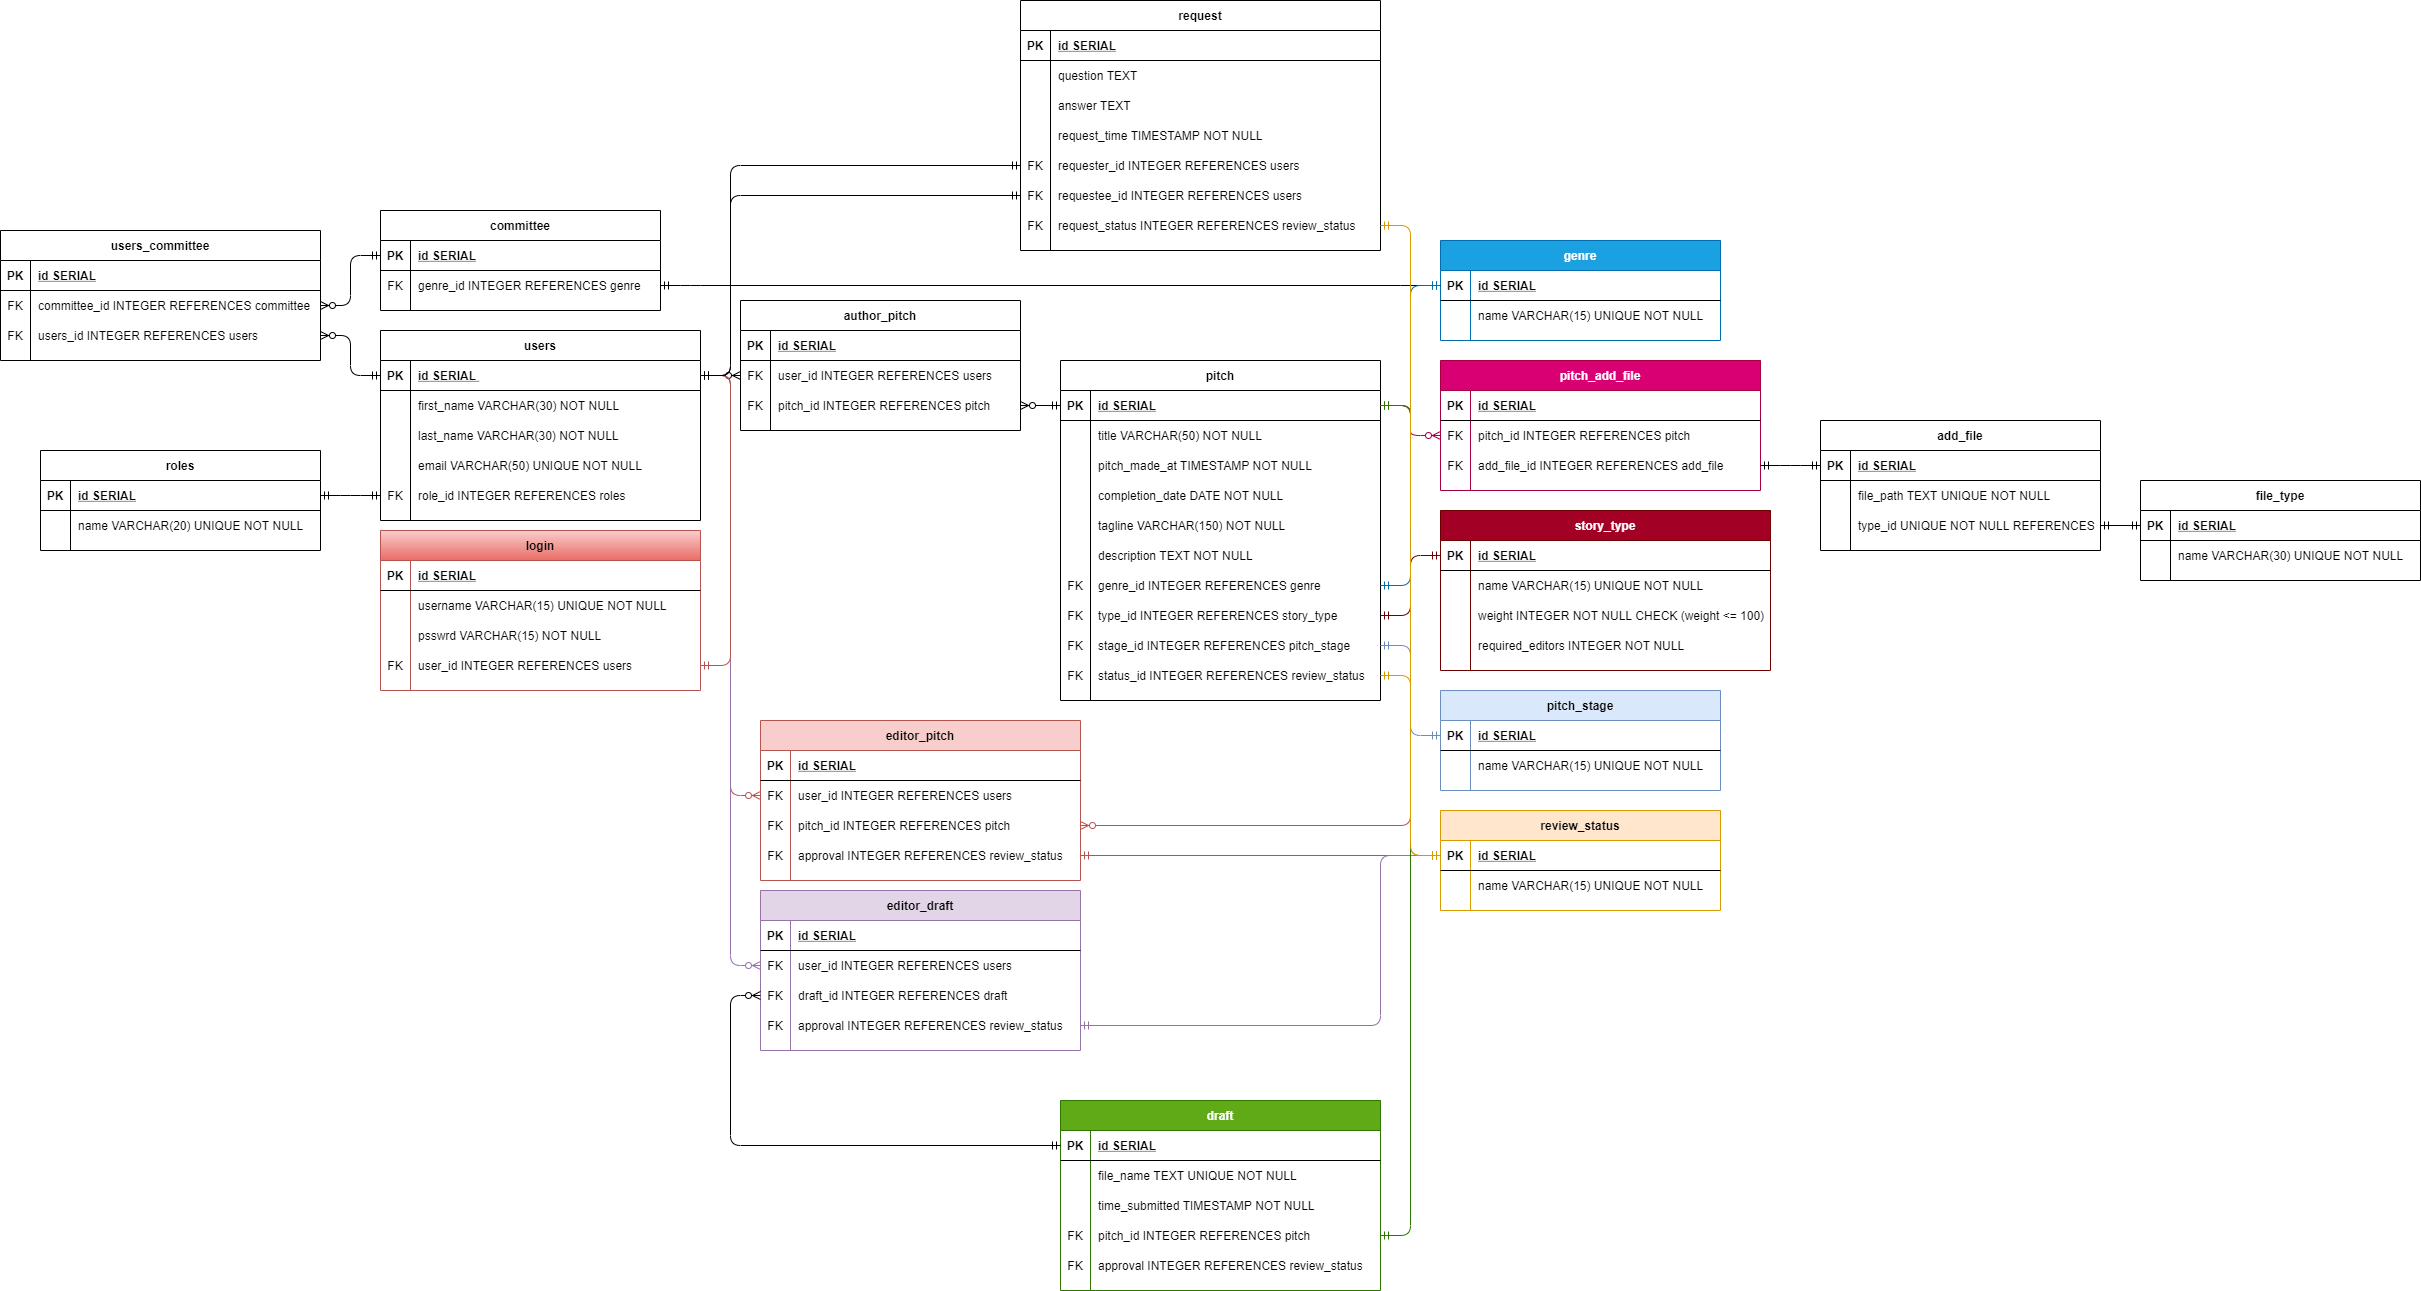 request
PK id SERIAL
question TEXT
answer TEXT
request_time TIMESTAMP NOT NULL
FK requester_id INTEGER REFERENCES users
FK requestee_id INTEGER REFERENCES users
FK request_status INTEGER REFERENCES review_status
users_committee
PK id SERIAL
FK committee_id INTEGER REFERENCES committee
FK users_id INTEGER REFERENCES users
committee
PK id SERIAL
FK genre_id INTEGER REFERENCES genre
genre
PK id SERIAL
name VARCHAR(15) UNIQUE NOT NULL
users
PK id SERIAL
first_name VARCHAR(30) NOT NULL
last_name VARCHAR(30) NOT NULL
email VARCHAR(50) UNIQUE NOT NULL
FK role_id INTEGER REFERENCES roles
author_pitch
PK id SERIAL
FK user_id INTEGER REFERENCES users
FK pitch_id INTEGER REFERENCES pitch
pitch
PK id SERIAL
title VARCHAR(50) NOT NULL
pitch_made_at TIMESTAMP NOT NULL
completion_date DATE NOT NULL
tagline VARCHAR(150) NOT NULL
description TEXT NOT NULL
FK genre_id INTEGER REFERENCES genre
FK type_id INTEGER REFERENCES story_type
FK stage_id INTEGER REFERENCES pitch_stage
FK status_id INTEGER REFERENCES review_status
pitch_add_file
PK id SERIAL
FK pitch_id INTEGER REFERENCES pitch
FK add_file_id INTEGER REFERENCES add_file
add_file
PK id SERIAL
file_path TEXT UNIQUE NOT NULL
type_id UNIQUE NOT NULL REFERENCES
file_type
PK id SERIAL
name VARCHAR(30) UNIQUE NOT NULL
roles
PK id SERIAL
name VARCHAR(20) UNIQUE NOT NULL
login
PK id SERIAL
username VARCHAR(15) UNIQUE NOT NULL
psswrd VARCHAR(15) NOT NULL
FK user_id INTEGER REFERENCES users
story_type
PK id SERIAL
name VARCHAR(15) UNIQUE NOT NULL
weight INTEGER NOT NULL CHECK (weight <= 100)
required_editors INTEGER NOT NULL
pitch_stage
PK id SERIAL
name VARCHAR(15) UNIQUE NOT NULL
editor_pitch
PK id SERIAL
FK user_id INTEGER REFERENCES users
FK pitch_id INTEGER REFERENCES pitch
FK approval INTEGER REFERENCES review_status
review_status
PK id SERIAL
name VARCHAR(15) UNIQUE NOT NULL
editor_draft
PK id SERIAL
FK user_id INTEGER REFERENCES users
FK draft_id INTEGER REFERENCES draft
FK approval INTEGER REFERENCES review_status
draft
PK id SERIAL
file_name TEXT UNIQUE NOT NULL
time_submitted TIMESTAMP NOT NULL
FK pitch_id INTEGER REFERENCES pitch
FK approval INTEGER REFERENCES review_status